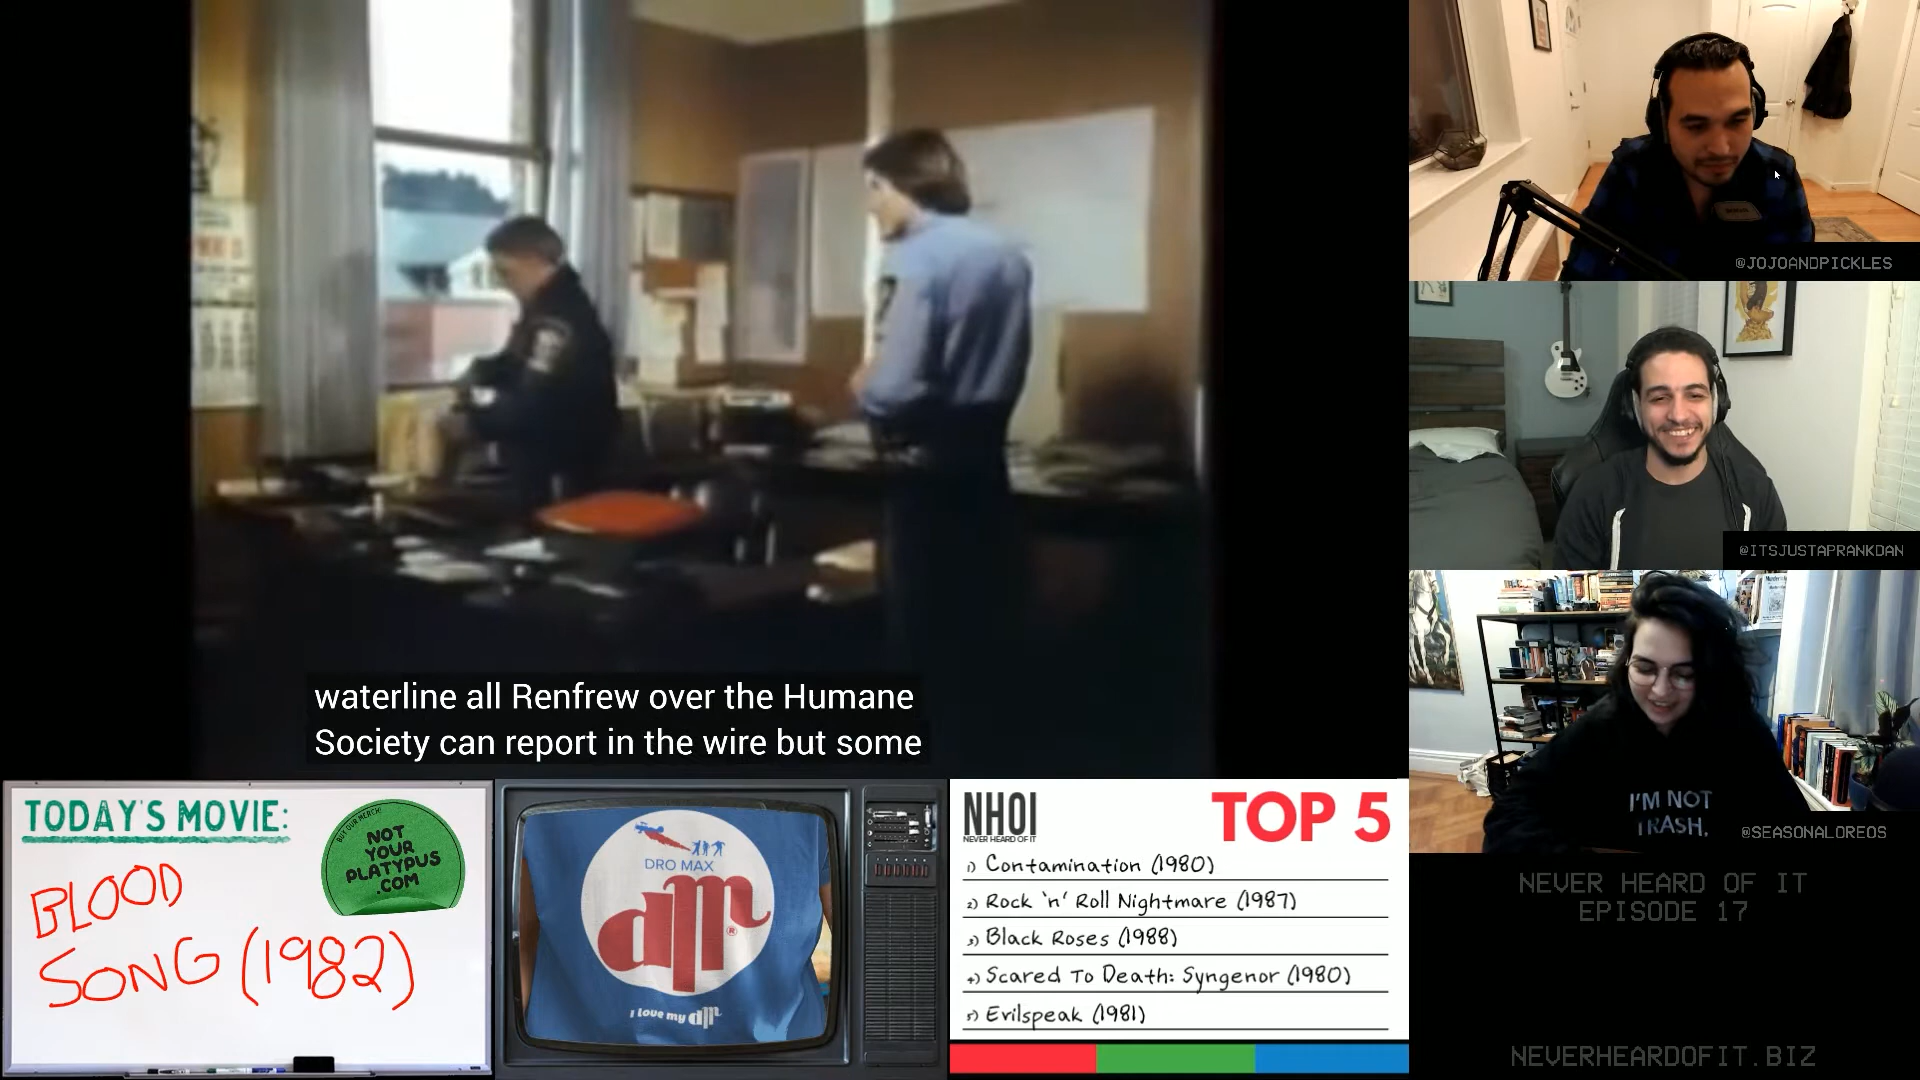 waterline all Renfrew over the Humane
Society can report in the wire but some
@JOJOANDPICKLES
@ITSJUSTAPRANKDAN
I'M NOT
TRASH.
@SEASONALOREOS
TODAY'S MOVIE:
BUY OUR MERCH!
NOT
YOUR
PLATYPUS
.COM
BLOOD
SONG (1982)
DRO MAX
dm
®
I love my dm
NHOI
NEVER HEARD OF IT
TOP 5
1) Contamination (1980)
2) Rock 'n' Roll Nightmare (1987)
3) Black Roses (1988)
4) Scared To Death: Syngenor (1980)
5) Evilspeak (1981)
NEVER HEARD OF IT
EPISODE 17
NEVERHEARDOFIT.BIZ